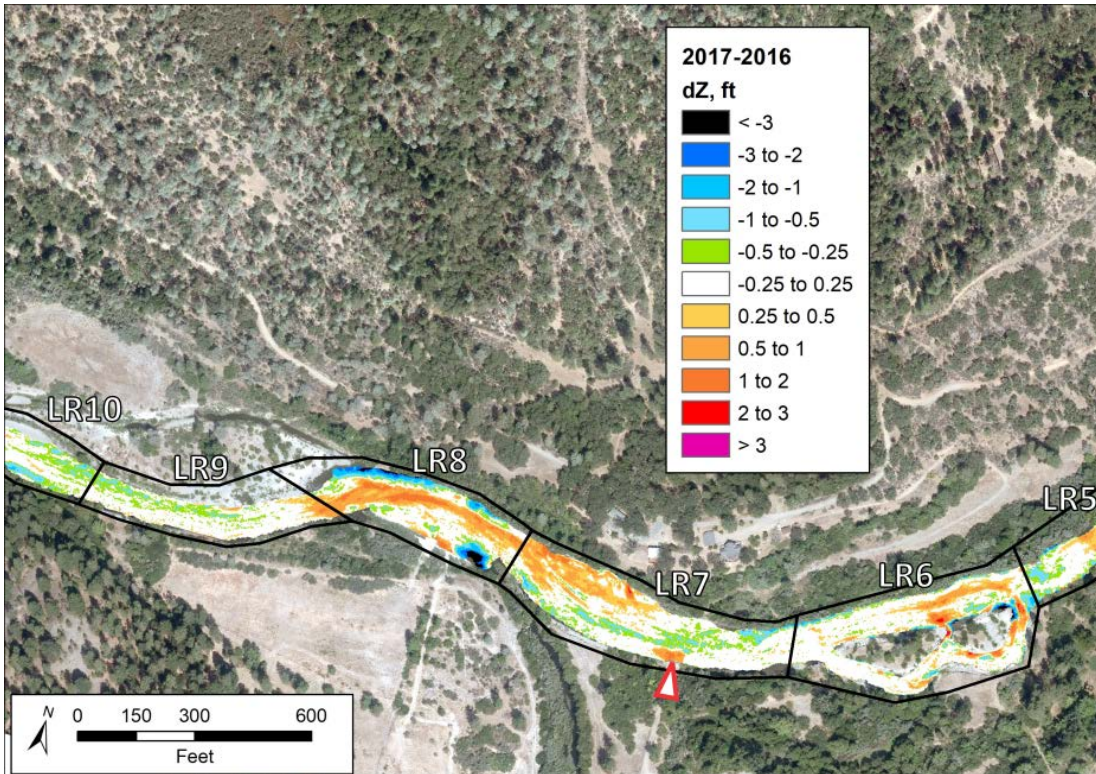 2017-2016
dZ, ft
< -3
-3 to -2
-2 to -1
-1 to -0.5
-0.5 to -0.25
-0.25 to 0.25
0.25 to 0.5
0.5 to 1
1 to 2
2 to 3
> 3
LR10
LR9
LR8
LR7
LR6
LR5
N
0 150 300 600
Feet